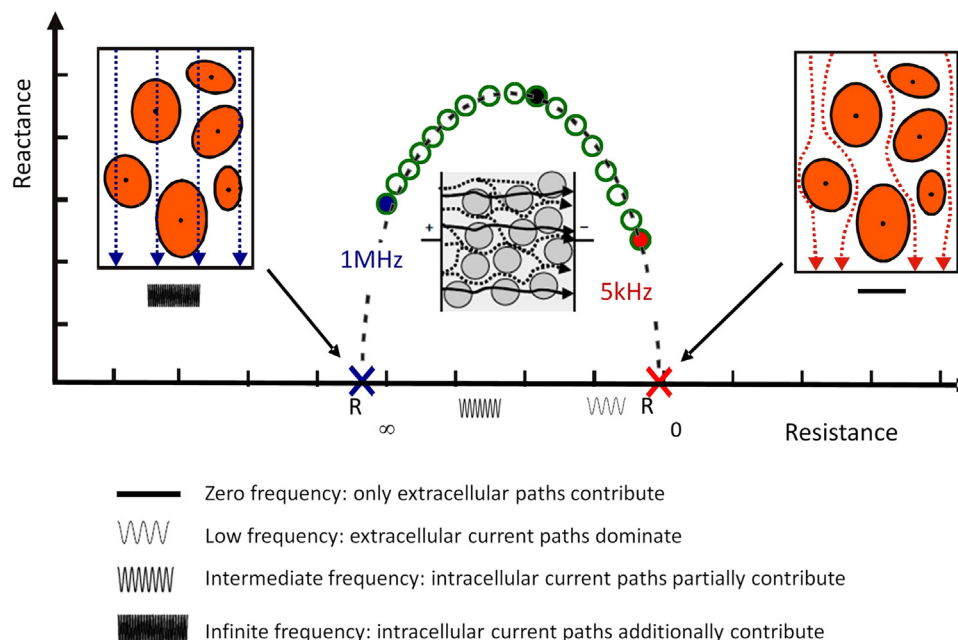 Reactance
1MHz
+
−
5kHz
R
∞
R
0
Resistance
Zero frequency: only extracellular paths contribute
Low frequency: extracellular current paths dominate
Intermediate frequency: intracellular current paths partially contribute
Infinite frequency: intracellular current paths additionally contribute